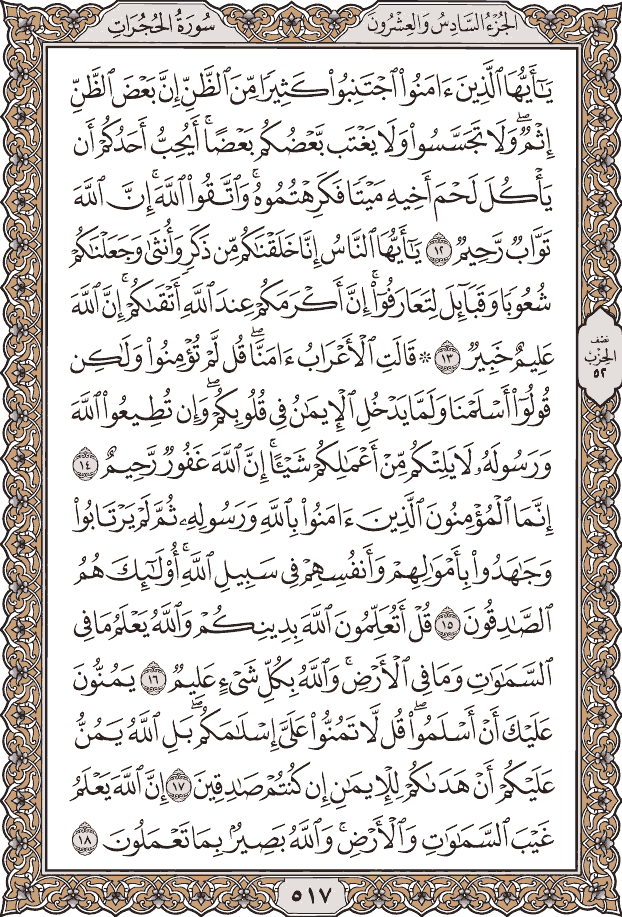 سُورَةُ الحُجُرَاتِ
الجُزْءُ السَّادِسُ وَالعِشْرُونَ
يَـٰٓأَيُّهَا ٱلَّذِينَ ءَامَنُوا۟ ٱجْتَنِبُوا۟ كَثِيرًا مِّنَ ٱلظَّنِّ إِنَّ بَعْضَ ٱلظَّنِّ
إِثْمٌ ۖ وَلَا تَجَسَّسُوا۟ وَلَا يَغْتَب بَّعْضُكُم بَعْضًا ۚ أَيُحِبُّ أَحَدُكُمْ أَن
يَأْكُلَ لَحْمَ أَخِيهِ مَيْتًا فَكَرِهْتُمُوهُ ۚ وَٱتَّقُوا۟ ٱللَّهَ ۚ إِنَّ ٱللَّهَ
تَوَّابٌ رَّحِيمٌ ١٢ يَـٰٓأَيُّهَا ٱلنَّاسُ إِنَّا خَلَقْنَـٰكُم مِّن ذَكَرٍ وَأُنثَىٰ وَجَعَلْنَـٰكُمْ
شُعُوبًا وَقَبَآئِلَ لِتَعَارَفُوٓا۟ ۚ إِنَّ أَكْرَمَكُمْ عِندَ ٱللَّهِ أَتْقَىٰكُمْ ۚ إِنَّ ٱللَّهَ
عَلِيمٌ خَبِيرٌ ١٣ ۞ قَالَتِ ٱلْأَعْرَابُ ءَامَنَّا ۖ قُل لَّمْ تُؤْمِنُوا۟ وَلَـٰكِن
قُولُوٓا۟ أَسْلَمْنَا وَلَمَّا يَدْخُلِ ٱلْإِيمَـٰنُ فِى قُلُوبِكُمْ ۖ وَإِن تُطِيعُوا۟ ٱللَّهَ
وَرَسُولَهُۥ لَا يَلِتْكُم مِّنْ أَعْمَـٰلِكُمْ شَيْـًٔا ۚ إِنَّ ٱللَّهَ غَفُورٌ رَّحِيمٌ ١٤
إِنَّمَا ٱلْمُؤْمِنُونَ ٱلَّذِينَ ءَامَنُوا۟ بِٱللَّهِ وَرَسُولِهِۦ ثُمَّ لَمْ يَرْتَابُوا۟
وَجَـٰهَدُوا۟ بِأَمْوَٰلِهِمْ وَأَنفُسِهِمْ فِى سَبِيلِ ٱللَّهِ ۚ أُو۟لَـٰٓئِكَ هُمُ
ٱلصَّـٰدِقُونَ ١٥ قُلْ أَتُعَلِّمُونَ ٱللَّهَ بِدِينِكُمْ وَٱللَّهُ يَعْلَمُ مَا فِى
ٱلسَّمَـٰوَٰتِ وَمَا فِى ٱلْأَرْضِ ۚ وَٱللَّهُ بِكُلِّ شَىْءٍ عَلِيمٌ ١٦ يَمُنُّونَ
عَلَيْكَ أَنْ أَسْلَمُوا۟ ۖ قُل لَّا تَمُنُّوا۟ عَلَىَّ إِسْلَـٰمَكُم ۖ بَلِ ٱللَّهُ يَمُنُّ
عَلَيْكُمْ أَنْ هَدَىٰكُمْ لِلْإِيمَـٰنِ إِن كُنتُمْ صَـٰدِقِينَ ١٧ إِنَّ ٱللَّهَ يَعْلَمُ
غَيْبَ ٱلسَّمَـٰوَٰتِ وَٱلْأَرْضِ ۚ وَٱللَّهُ بَصِيرٌۢ بِمَا تَعْمَلُونَ ١٨
نصف
الحزب
٥٢
٥١٧